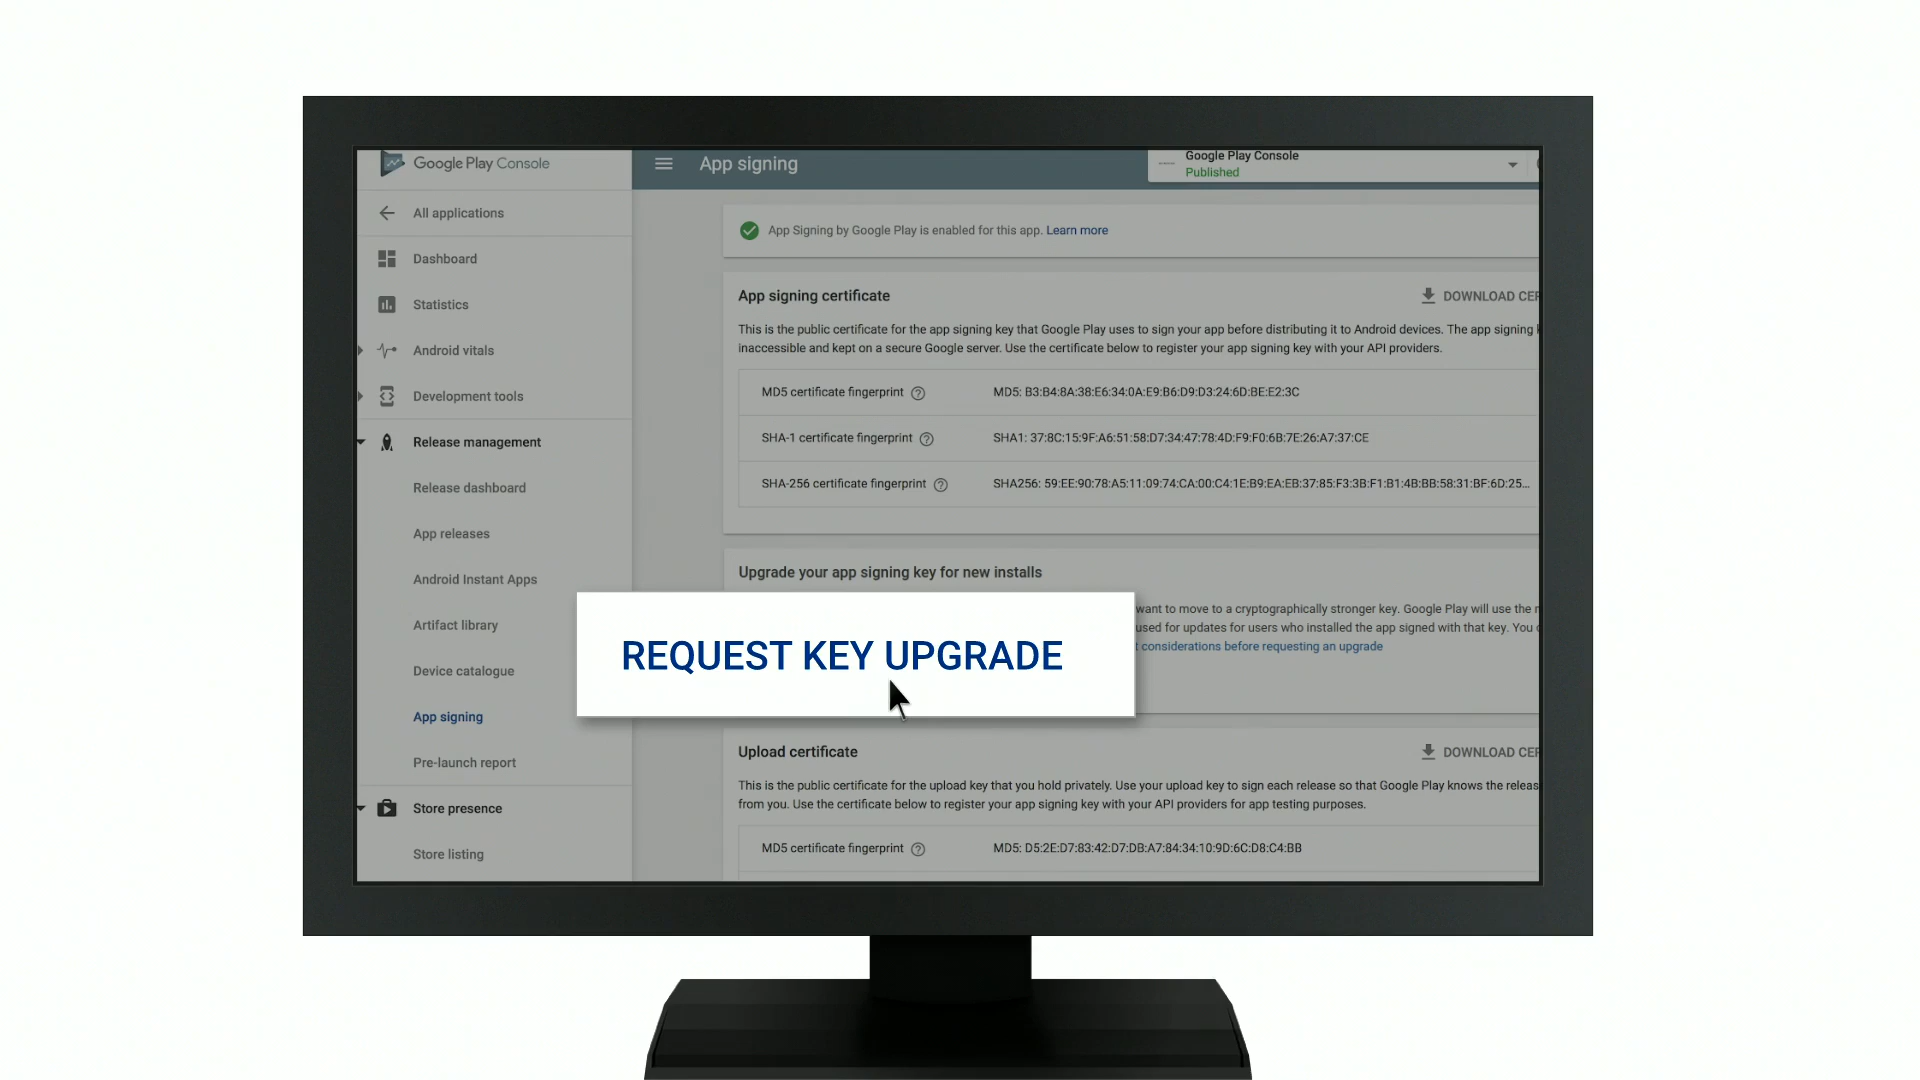 Google Play Console
All applications
Dashboard
Statistics
Android vitals
Development tools
Release management
Release dashboard
App releases
Android Instant Apps
Artifact library
Device catalogue
App signing
Pre-launch report
Store presence
Store listing
App signing
Google Play Console
Published
App Signing by Google Play is enabled for this app. Learn more
App signing certificate
DOWNLOAD CER
This is the public certificate for the app signing key that Google Play uses to sign your app before distributing it to Android devices. The app signing
inaccessible and kept on a secure Google server. Use the certificate below to register your app signing key with your API providers.
MD5 certificate fingerprint MD5: B3:B4:8A:38:E6:34:0A:E9:B6:D9:D3:24:6D:BE:E2:3C
SHA-1 certificate fingerprint SHA1: 37:8C:15:9F:A6:51:58:D7:34:47:78:4D:F9:F0:6B:7E:26:A7:37:CE
SHA-256 certificate fingerprint SHA256: 59:EE:90:78:A5:11:09:74:CA:00:C4:1E:B9:EA:EB:37:85:F3:3B:F1:B1:4B:BB:58:31:BF:6D:25...
Upgrade your app signing key for new installs
want to move to a cryptographically stronger key. Google Play will use the
used for updates for users who installed the app signed with that key. You
considerations before requesting an upgrade
REQUEST KEY UPGRADE
Upload certificate
DOWNLOAD CER
This is the public certificate for the upload key that you hold privately. Use your upload key to sign each release so that Google Play knows the releas
from you. Use the certificate below to register your app signing key with your API providers for app testing purposes.
MD5 certificate fingerprint MD5: D5:2E:D7:83:42:D7:DB:A7:84:34:10:9D:6C:D8:C4:BB